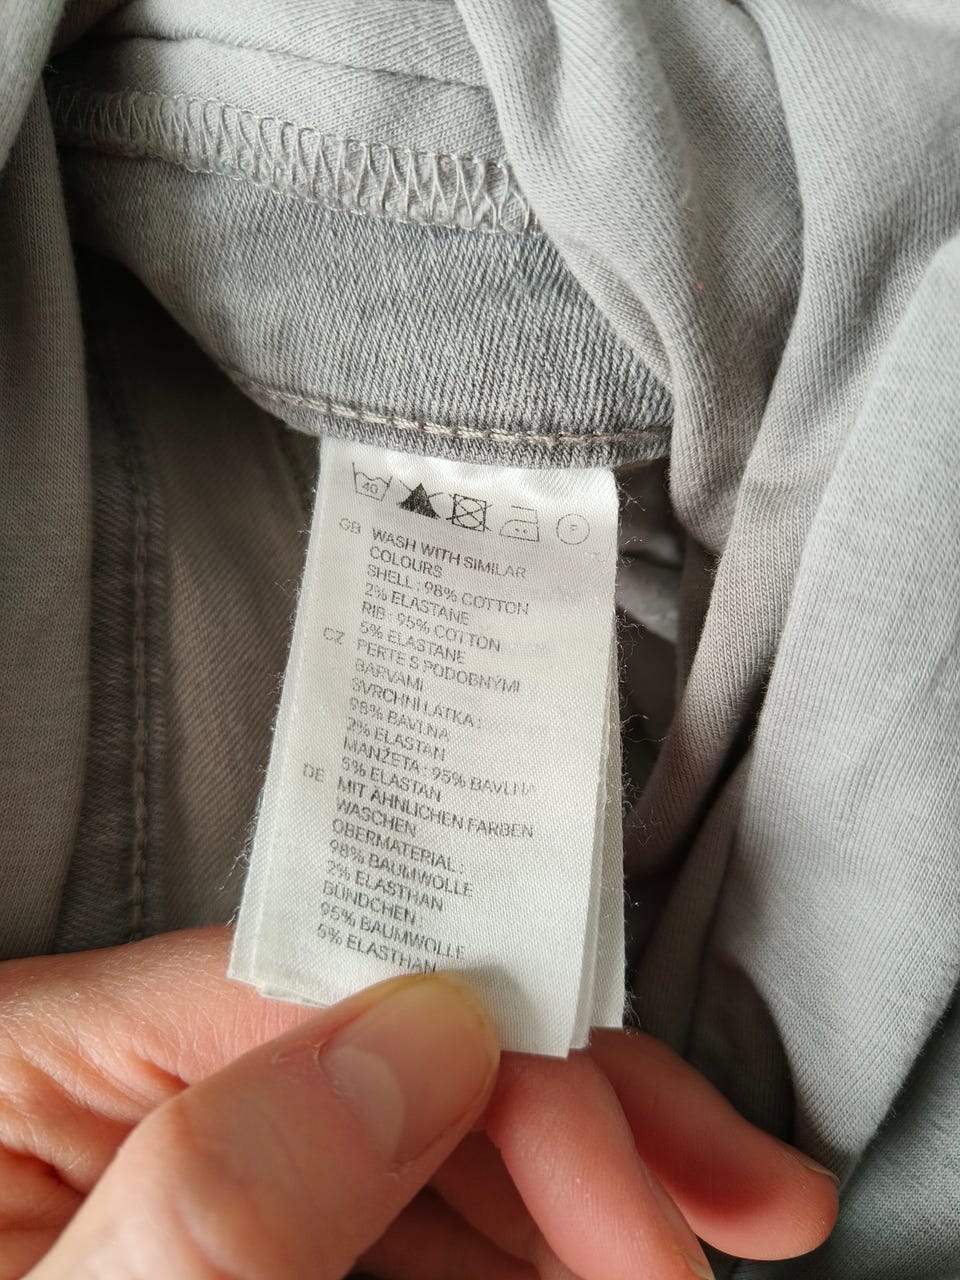 40 P
GB WASH WITH SIMILAR
COLOURS
SHELL : 98% COTTON
2% ELASTANE
RIB : 95% COTTON
5% ELASTANE
CZ PERTE S PODOBNÝMI
BARVAMI
SVRCHNÍ LÁTKA :
98% BAVLNA
2% ELASTAN
MANŽETA : 95% BAVLNA
5% ELASTAN
DE MIT ÄHNLICHEN FARBEN
WASCHEN
OBERMATERIAL :
98% BAUMWOLLE
2% ELASTHAN
BÜNDCHEN :
95% BAUMWOLLE
5% ELASTHAN